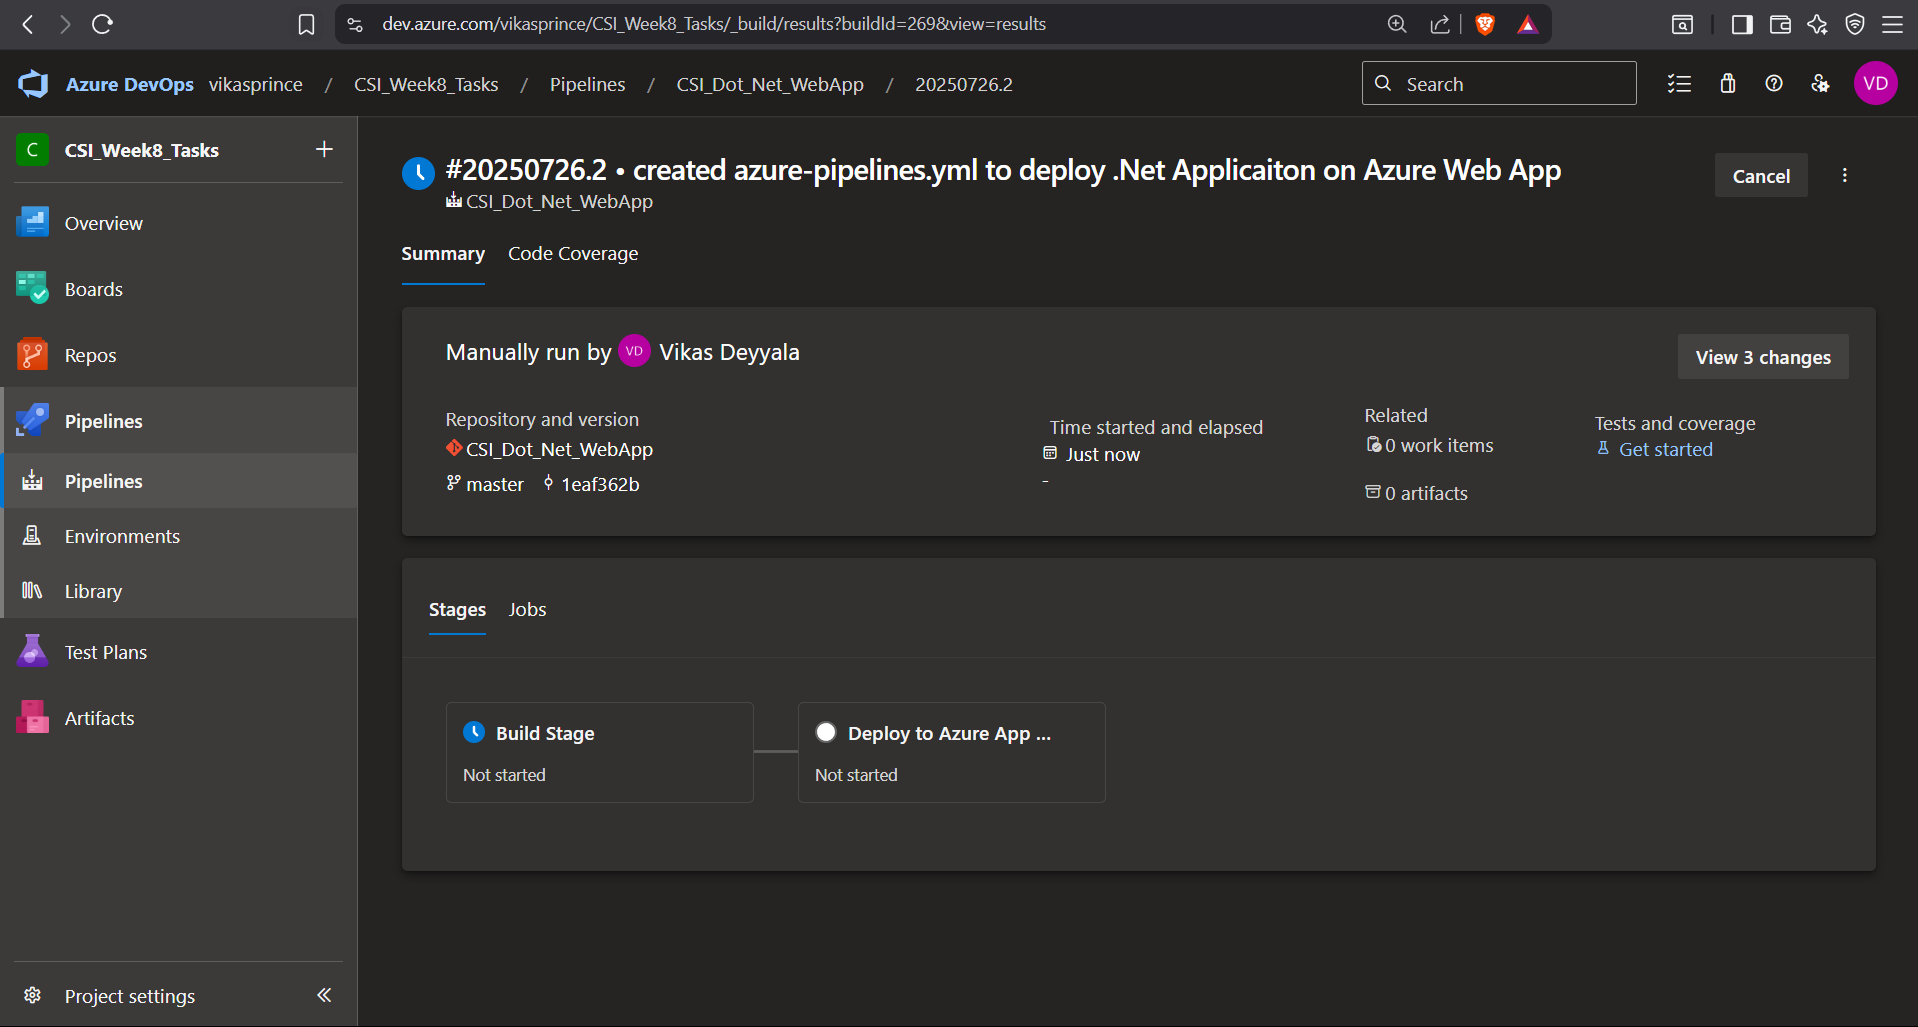 dev.azure.com/vikasprince/CSI_Week8_Tasks/_build/results?buildId=269&view=results
Azure DevOps vikasprince / CSI_Week8_Tasks / Pipelines / CSI_Dot_Net_WebApp / 20250726.2
Search
VD
C CSI_Week8_Tasks +
Overview
Boards
Repos
Pipelines
Pipelines
Environments
Library
Test Plans
Artifacts
Project settings
#20250726.2 • created azure-pipelines.yml to deploy .Net Applicaiton on Azure Web App
CSI_Dot_Net_WebApp
Cancel
Summary Code Coverage
Manually run by VD Vikas Deyyala
View 3 changes
Repository and version
CSI_Dot_Net_WebApp
master 1eaf362b
Time started and elapsed
Just now
-
Related
0 work items
0 artifacts
Tests and coverage
Get started
Stages Jobs
Build Stage
Not started
Deploy to Azure App ...
Not started